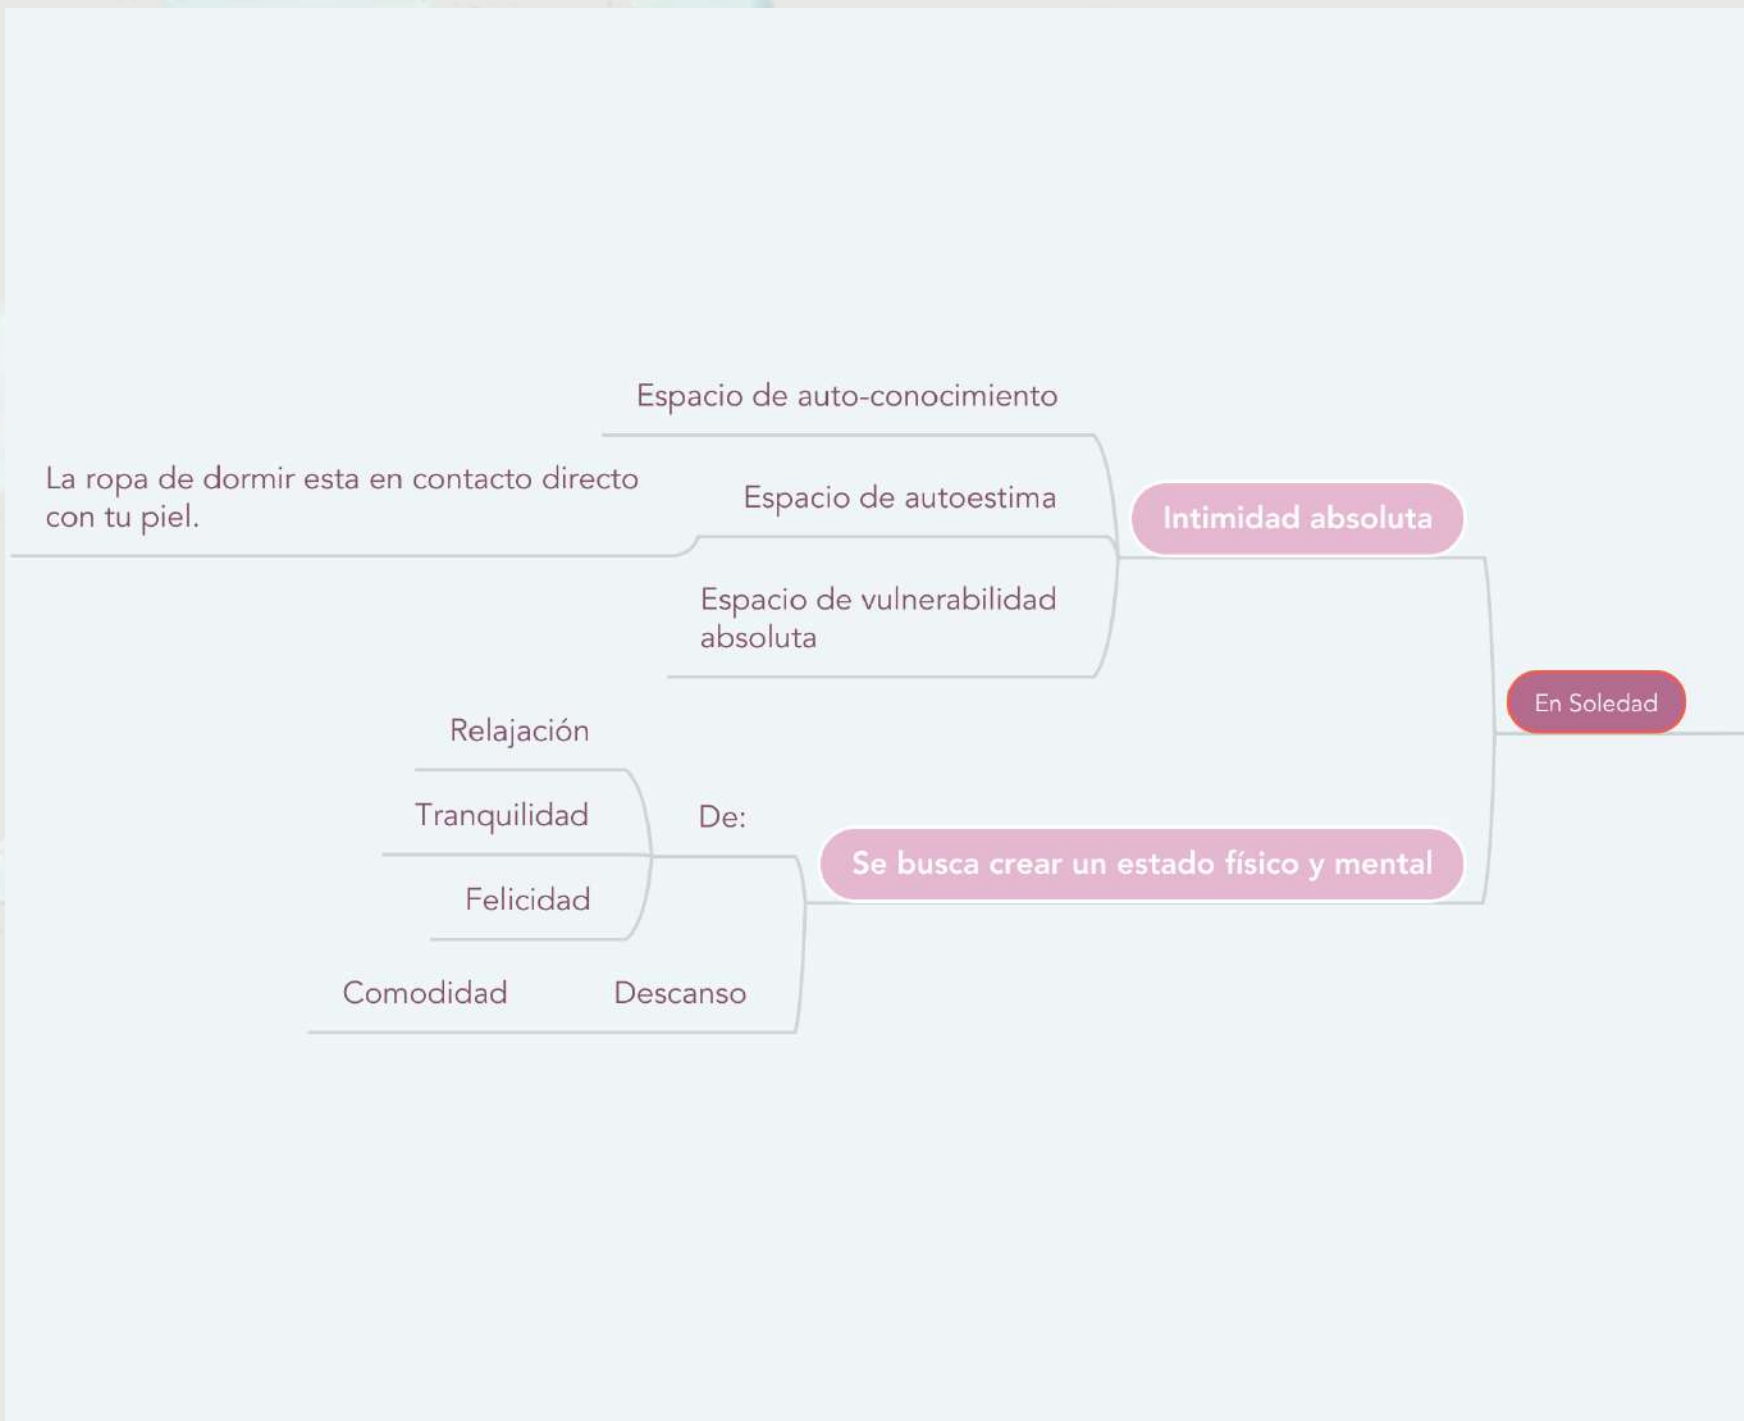 Espacio de auto-conocimiento
La ropa de dormir esta en contacto directo
con tu piel.
Espacio de autoestima
Intimidad absoluta
Espacio de vulnerabilidad
absoluta
En Soledad
Relajación
Tranquilidad
De:
Se busca crear un estado físico y mental
Felicidad
Comodidad
Descanso